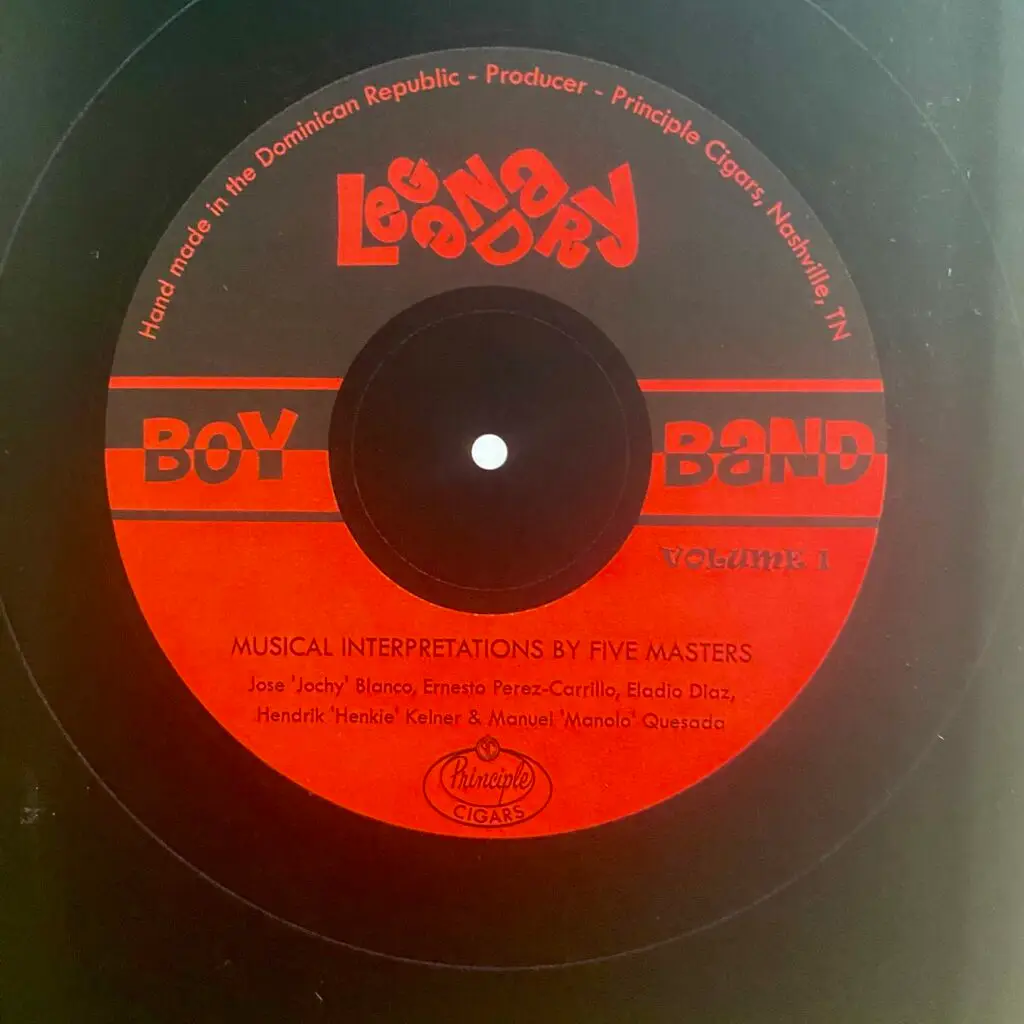 Hand made in the Dominican Republic - Producer - Principle Cigars, Nashville, TN
LeGeNDaRy
BOY BaND
VOLUME 1
MUSICAL INTERPRETATIONS BY FIVE MASTERS
Jose 'Jochy' Blanco, Ernesto Perez-Carrillo, Eladio Diaz,
Hendrik 'Henkie' Kelner & Manuel 'Manolo' Quesada
Principle
CIGARS